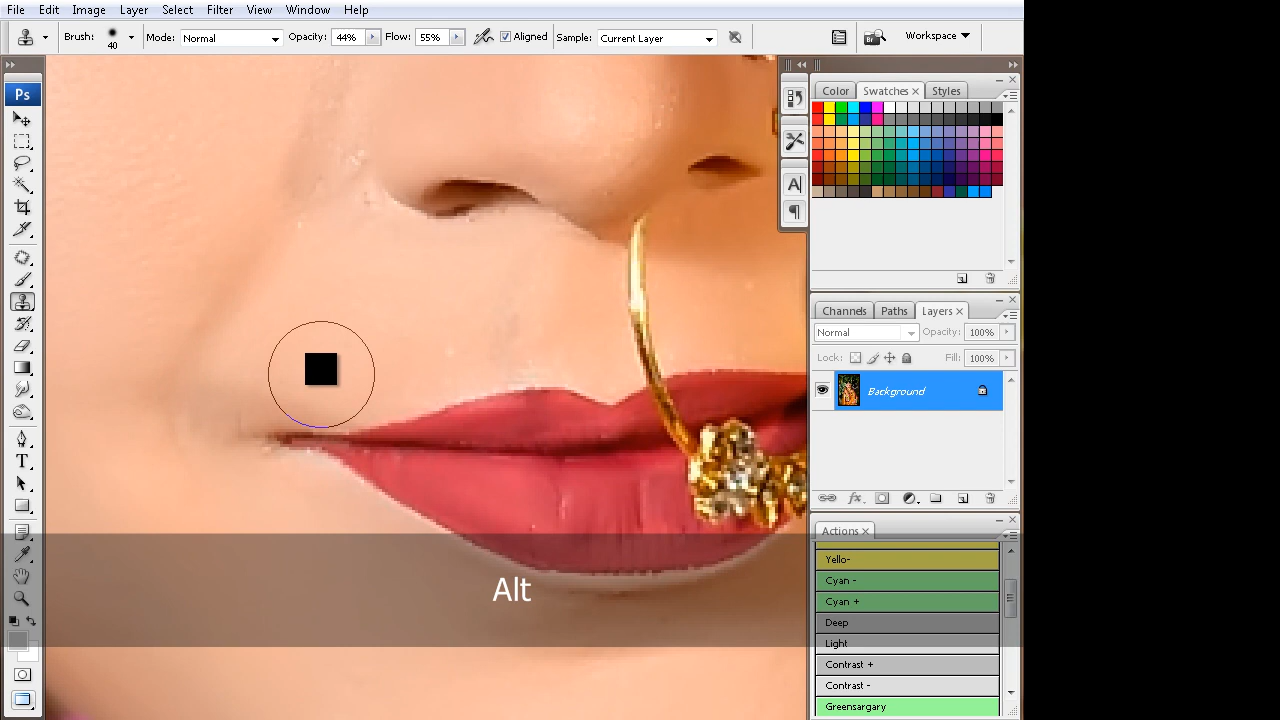 File Edit Image Layer Select Filter View Window Help
Brush: 40 Mode: Normal Opacity: 44% Flow: 55% Aligned Sample: Current Layer Br Workspace
Ps
T
A
Color Swatches × Styles
Channels Paths Layers ×
Normal Opacity: 100%
Lock: Fill: 100%
Background
fx.
Actions ×
Yello-
Cyan -
Cyan +
Deep
Light
Contrast +
Contrast -
Greensargary
Alt